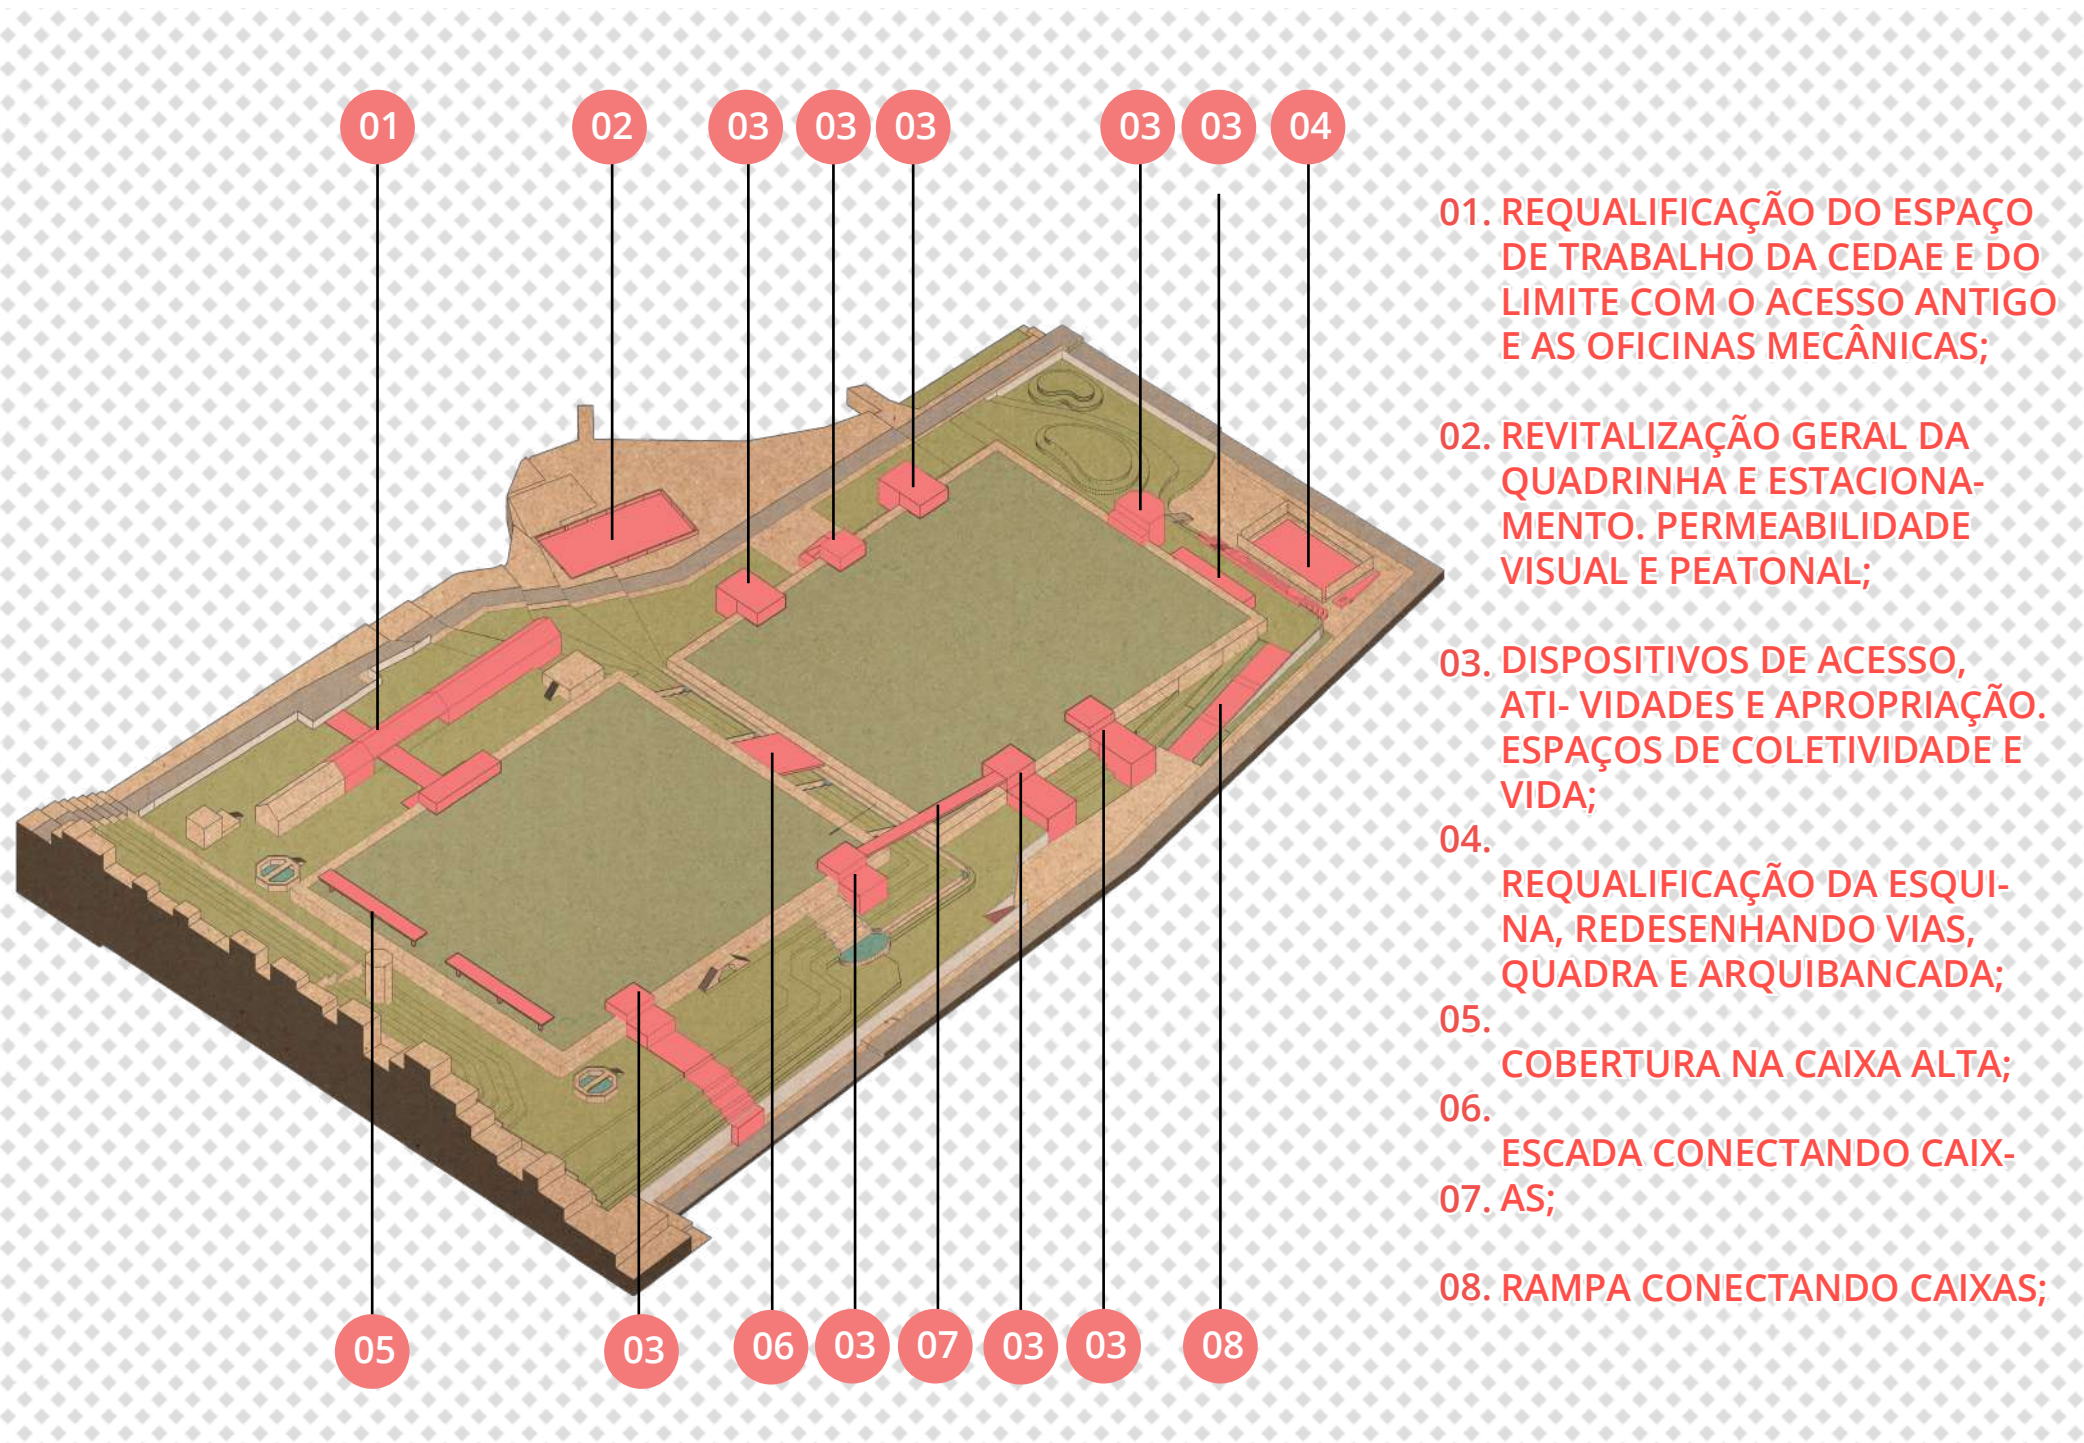 01 02 03 03 03 03 03 04
01. REQUALIFICAÇÃO DO ESPAÇO
DE TRABALHO DA CEDAE E DO
LIMITE COM O ACESSO ANTIGO
E AS OFICINAS MECÂNICAS;
02. REVITALIZAÇÃO GERAL DA
QUADRINHA E ESTACIONA-
MENTO. PERMEABILIDADE
VISUAL E PEATONAL;
03. DISPOSITIVOS DE ACESSO,
ATI- VIDADES E APROPRIAÇÃO.
ESPAÇOS DE COLETIVIDADE E
VIDA;
04.
REQUALIFICAÇÃO DA ESQUI-
NA, REDESENHANDO VIAS,
QUADRA E ARQUIBANCADA;
05.
COBERTURA NA CAIXA ALTA;
06.
ESCADA CONECTANDO CAIX-
07. AS;
08. RAMPA CONECTANDO CAIXAS;
05 03 06 03 07 03 03 08